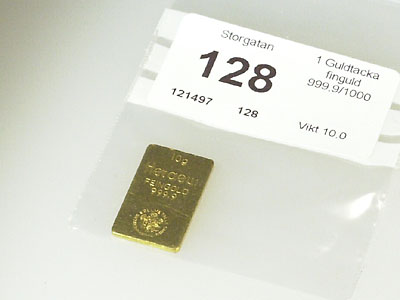 Storgatan
128
121497 128
1 Guldtacka
finguld
999,9/1000
Vikt 10.0
10g
Heraeus
FEINGOLD
999.9